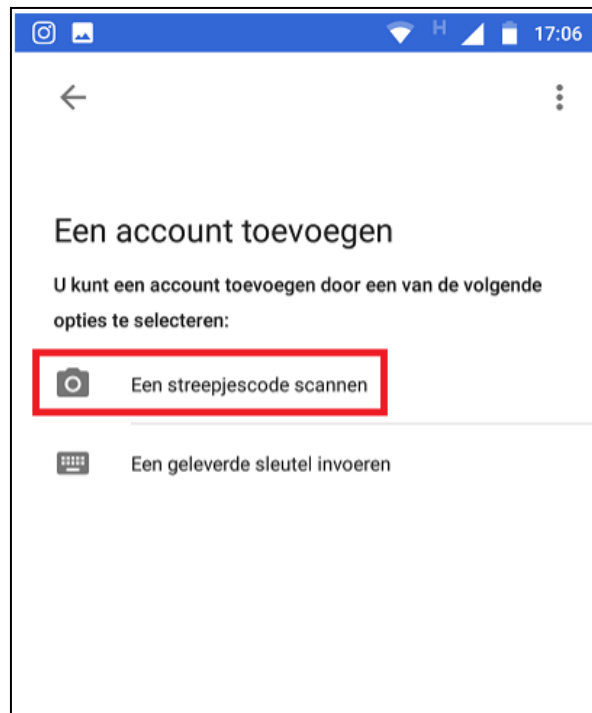 H 17:06
Een account toevoegen
U kunt een account toevoegen door een van de volgende
opties te selecteren:
Een streepjescode scannen
Een geleverde sleutel invoeren